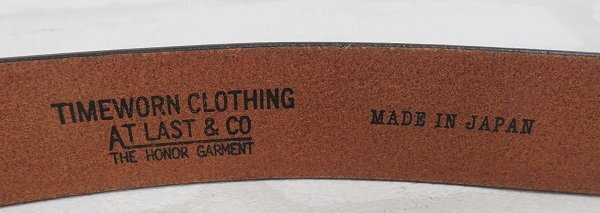 TIMEWORN CLOTHING
AT LAST & CO
THE HONOR GARMENT
MADE IN JAPAN